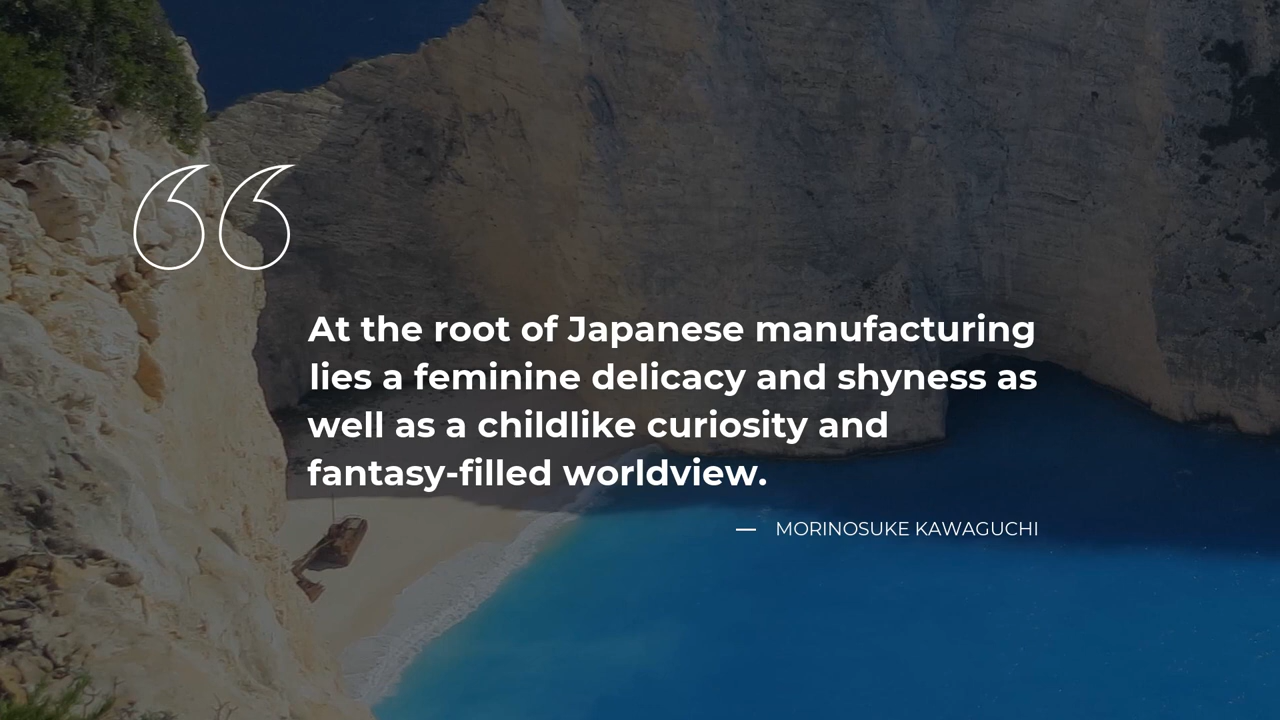 “
At the root of Japanese manufacturing
lies a feminine delicacy and shyness as
well as a childlike curiosity and
fantasy-filled worldview.
— MORINOSUKE KAWAGUCHI